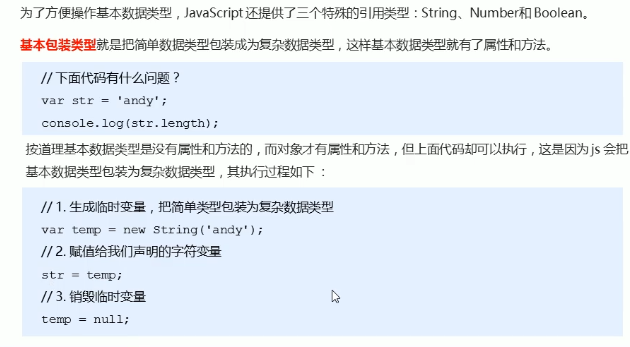 为了方便操作基本数据类型，JavaScript 还提供了三个特殊的引用类型：String、Number和 Boolean。
基本包装类型就是把简单数据类型包装成为复杂数据类型，这样基本数据类型就有了属性和方法。
// 下面代码有什么问题？
var str = 'andy';
console.log(str.length);
按道理基本数据类型是没有属性和方法的，而对象才有属性和方法，但上面代码却可以执行，这是因为 js 会把
基本数据类型包装为复杂数据类型，其执行过程如下：
// 1. 生成临时变量，把简单类型包装为复杂数据类型
var temp = new String('andy');
// 2. 赋值给我们声明的字符变量
str = temp;
// 3. 销毁临时变量
temp = null;